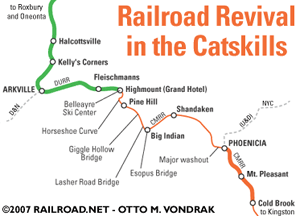 to Roxbury
and Oneonta
Railroad Revival
in the Catskills
Halcottsville
Kelly's Corners
Fleischmanns
DURR
ARKVILLE
Highmount (Grand Hotel)
Belleayre
Ski Center
Pine Hill
D&N
Shandaken
NYC
Horseshoe Curve
CMRR
(U&D)
Big Indian
PHOENICIA
Giggle Hollow
Bridge
Major washout
CMRR
Esopus Bridge
Mt. Pleasant
Lasher Road Bridge
Cold Brook
to Kingston
©2007 RAILROAD.NET - OTTO M. VONDRAK